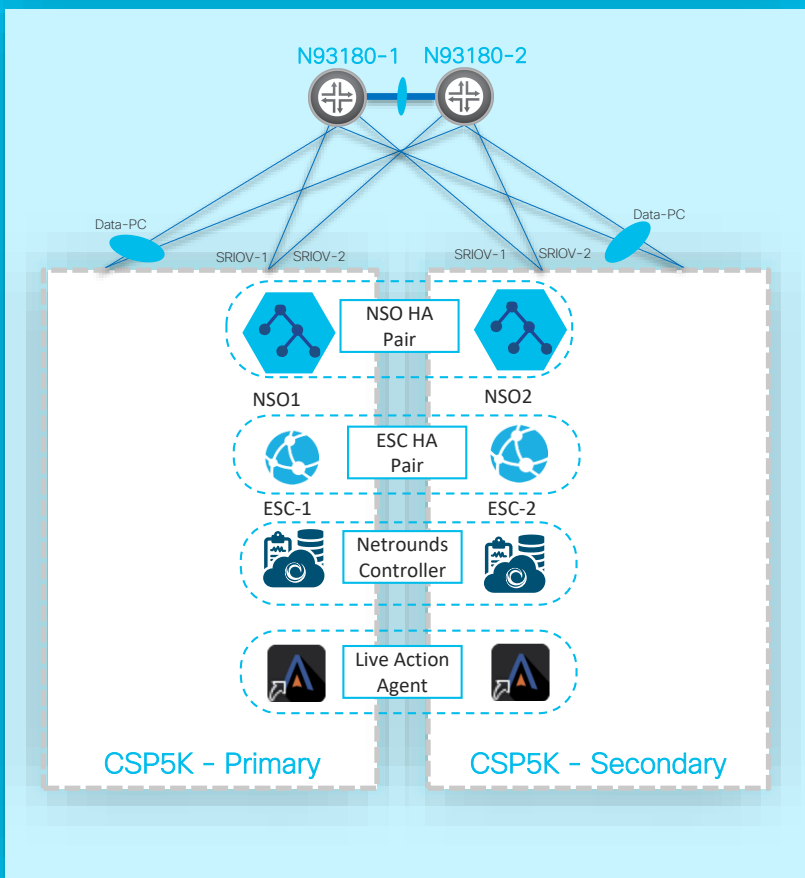 N93180-1 N93180-2
Data-PC
Data-PC
SRIOV-1 SRIOV-2
SRIOV-1 SRIOV-2
NSO HA
Pair
NSO1
NSO2
ESC HA
Pair
ESC-1
ESC-2
Netrounds
Controller
Live Action
Agent
CSP5K - Primary
CSP5K - Secondary